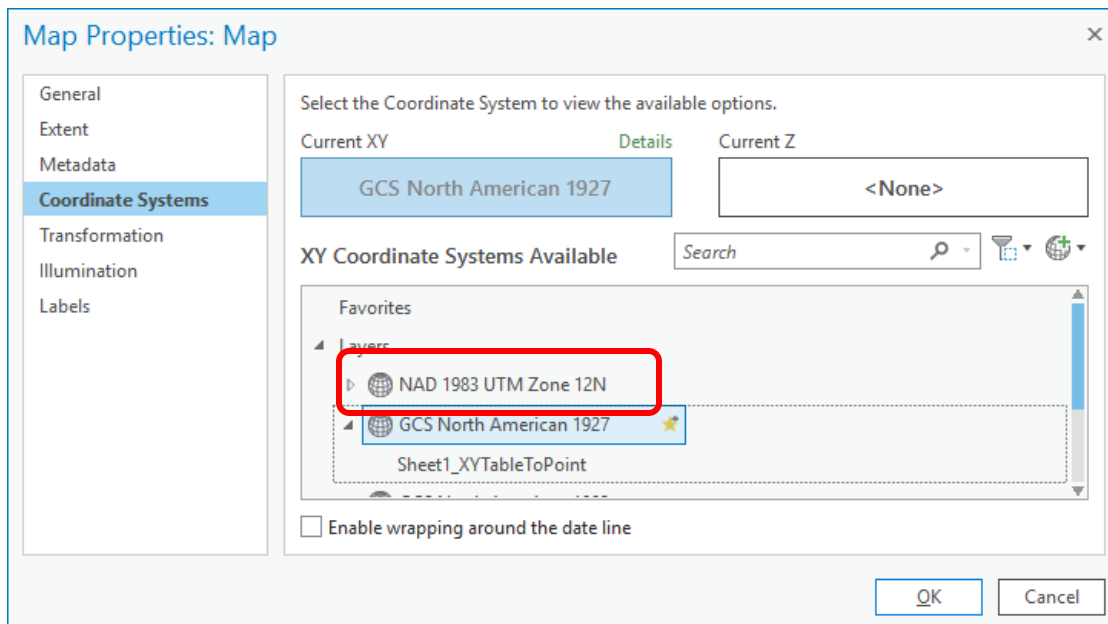 Map Properties: Map
General
Extent
Metadata
Coordinate Systems
Transformation
Illumination
Labels
Select the Coordinate System to view the available options.
Current XY Details Current Z
GCS North American 1927 <None>
XY Coordinate Systems Available Search
Favorites
Layers
NAD 1983 UTM Zone 12N
GCS North American 1927
Sheet1_XYTableToPoint
Enable wrapping around the date line
OK Cancel